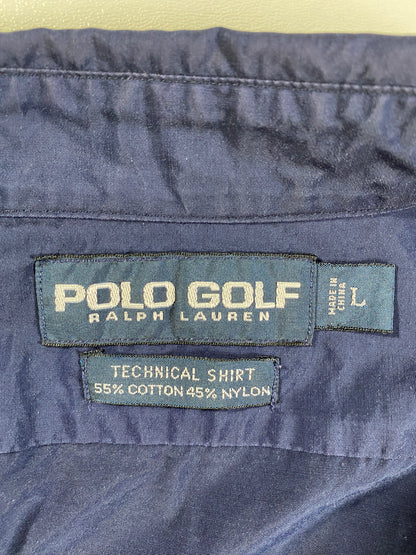 POLO GOLF
RALPH LAUREN
MADE IN
CHINA
L
TECHNICAL SHIRT
55% COTTON 45% NYLON